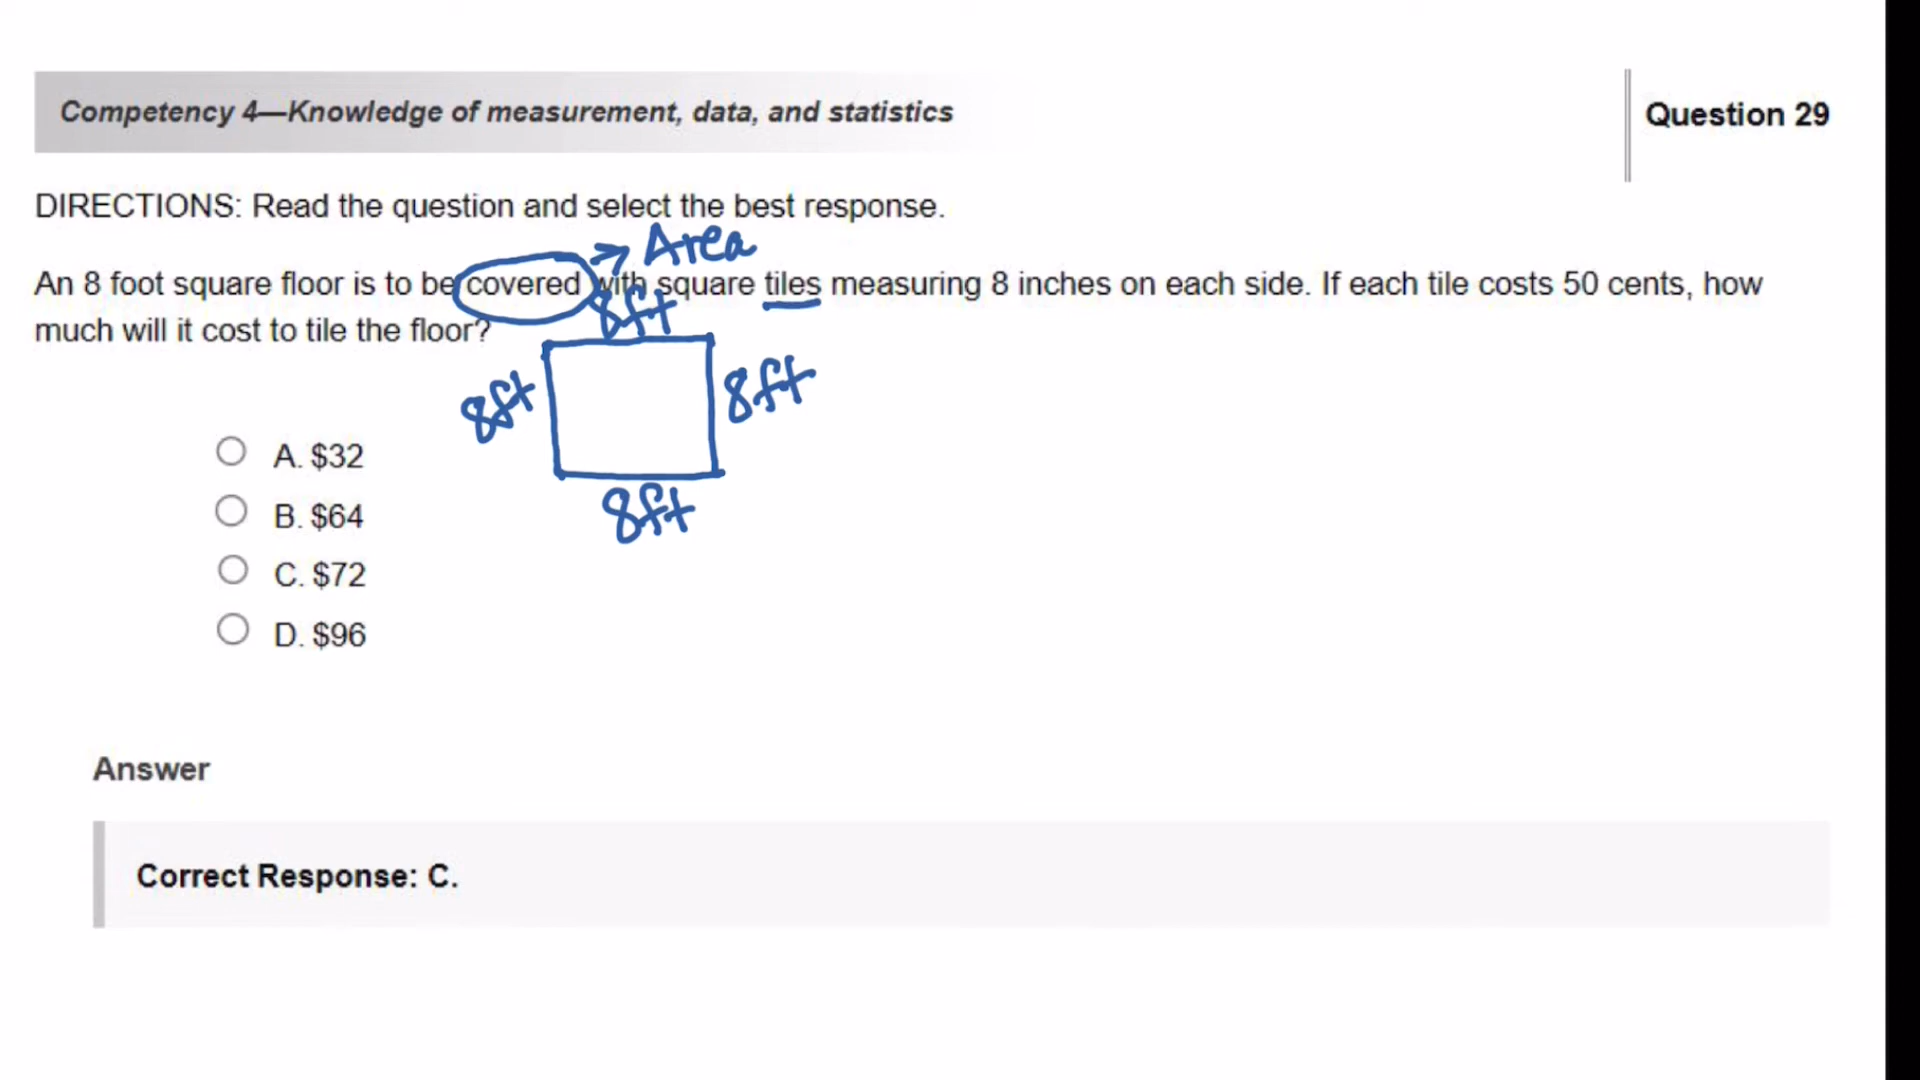 Competency 4—Knowledge of measurement, data, and statistics
Question 29
DIRECTIONS: Read the question and select the best response.
Area
An 8 foot square floor is to be covered with square tiles measuring 8 inches on each side. If each tile costs 50 cents, how
8ft
much will it cost to tile the floor?
8ft
8ft
A. $32
8ft
B. $64
C. $72
D. $96
Answer
Correct Response: C.